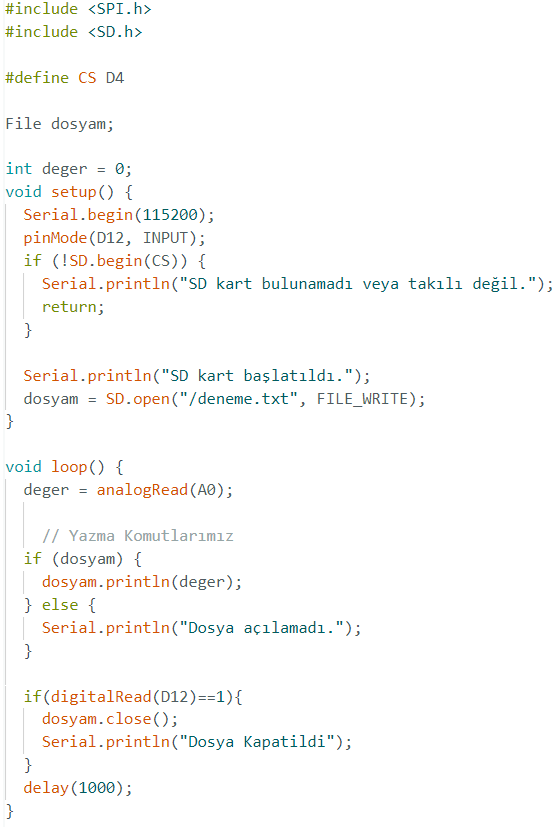 #include <SPI.h>
#include <SD.h>

#define CS D4

File dosyam;

int deger = 0;
void setup() {
  Serial.begin(115200);
  pinMode(D12, INPUT);
  if (!SD.begin(CS)) {
    Serial.println("SD kart bulunamadı veya takılı değil.");
    return;
  }

  Serial.println("SD kart başlatıldı.");
  dosyam = SD.open("/deneme.txt", FILE_WRITE);
}

void loop() {
  deger = analogRead(A0);

    // Yazma Komutlarımız
  if (dosyam) {
    dosyam.println(deger);
  } else {
    Serial.println("Dosya açılamadı.");
  }

  if(digitalRead(D12)==1){
    dosyam.close();
    Serial.println("Dosya Kapatildi");
  }
  delay(1000);
}